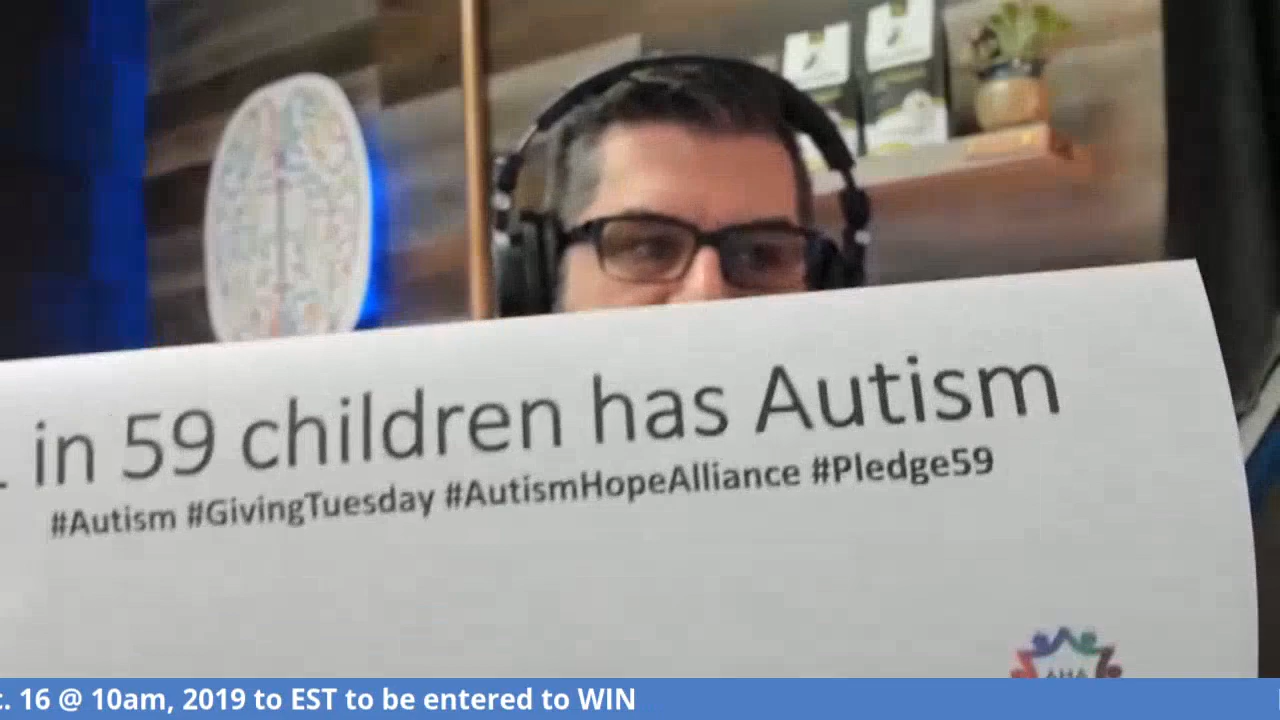 in 59 children has Autism
#Autism #GivingTuesday #AutismHopeAlliance #Pledge59
AHA
. 16 @ 10am, 2019 to EST to be entered to WIN